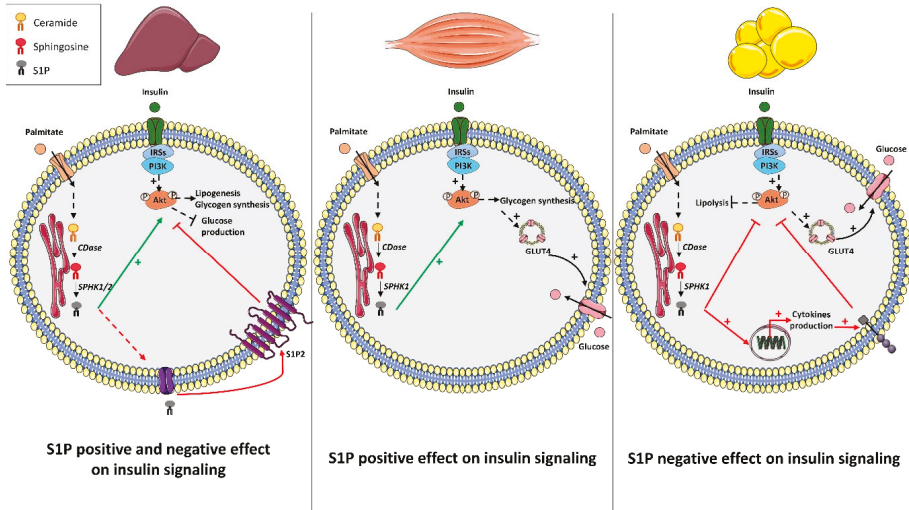 Ceramide
Sphingosine
S1P
Insulin
Palmitate
IRSs
PI3K
+
P
P
Akt
Lipogenesis
Glycogen synthesis
Glucose
production
CDase
SPHK1/2
+
S1P2
S1P positive and negative effect
on insulin signaling
Insulin
Palmitate
IRSs
PI3K
+
P
P
Akt
Glycogen synthesis
+
GLUT4
CDase
SPHK1
+
Glucose
S1P positive effect on insulin signaling
Insulin
Palmitate
Glucose
IRSs
PI3K
+
P
P
Akt
Lipolysis
+
+
GLUT4
CDase
SPHK1
+
+
Cytokines
production
+
S1P negative effect on insulin signaling